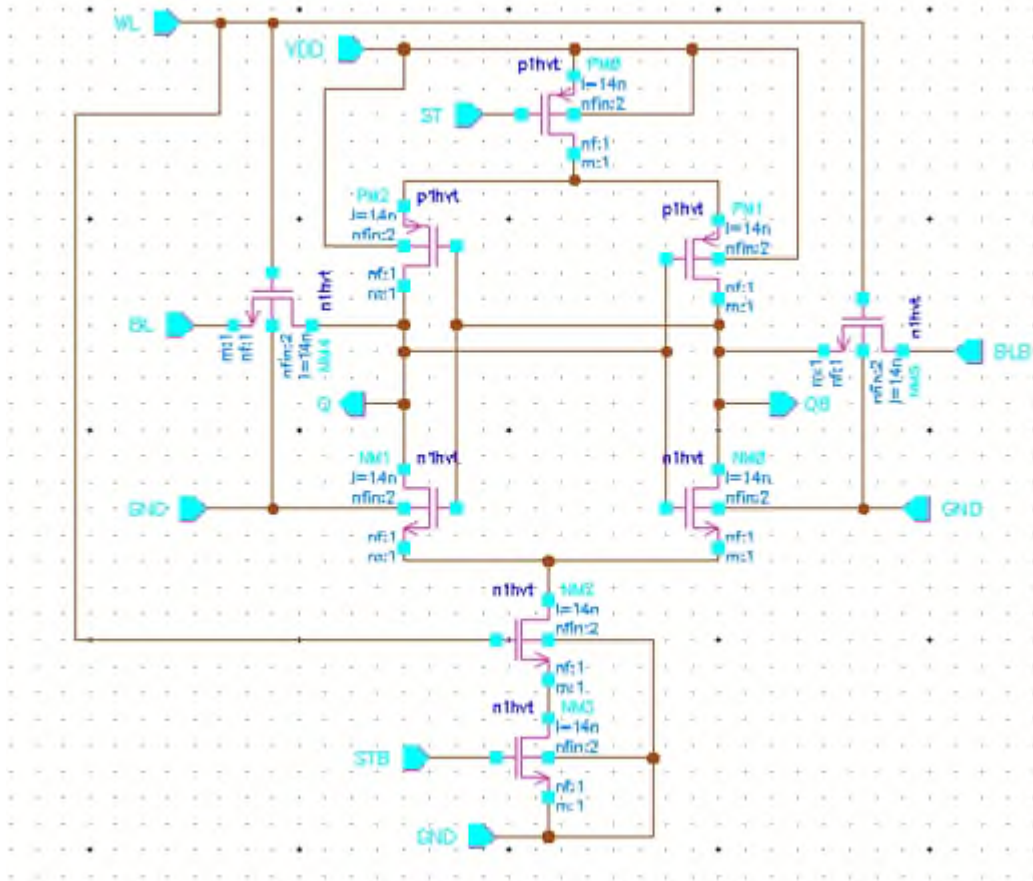 WL
VDD
p1hvt
PM0
l=14n
nfin:2
ST
nf:1
m:1
PM2
p1hvt
l=14n
nfin:2
nf:1
m:1
p1hvt
PM1
l=14n
nfin:2
nf:1
m:1
BL
n1hvt
m:1
nf:1
nfin:2
l=14n
NM4
n1hvt
m:1
nf:1
nfin:2
l=14n
BLB
Q
QB
NM1
n1hvt
l=14n
nfin:2
nf:1
m:1
n1hvt
NM0
l=14n
nfin:2
nf:1
m:1
GND
GND
n1hvt
NM2
l=14n
nfin:2
nf:1
m:1
n1hvt
NM3
l=14n
nfin:2
nf:1
m:1
STB
GND